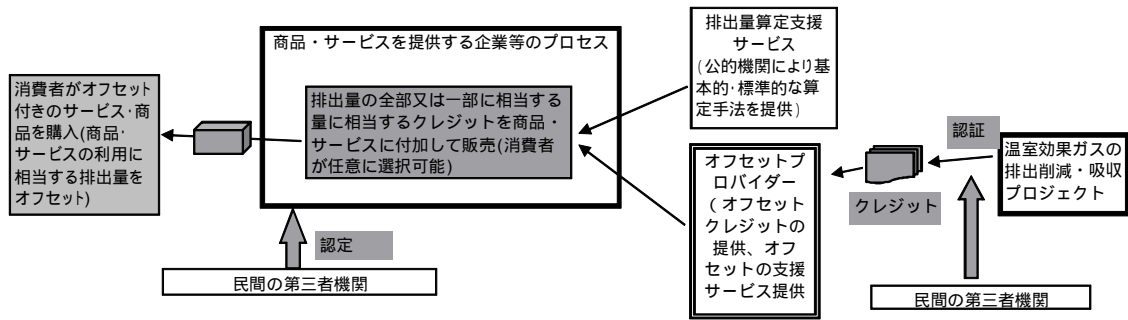 商品・サービスを提供する企業等のプロセス
消費者がオフセット
付きのサービス・商
品を購入(商品・
サービスの利用に
相当する排出量を
オフセット)
排出量の全部又は一部に相当する
量に相当するクレジットを商品・
サービスに付加して販売(消費者
が任意に選択可能)
認定
民間の第三者機関
排出量算定支援
サービス
(公的機関により基
本的・標準的な算
定手法を提供)
オフセットプ
ロバイダー
(オフセット
クレジットの
提供、オフ
セットの支援
サービス提供
クレジット
認証
温室効果ガスの
排出削減・吸収
プロジェクト
民間の第三者機関